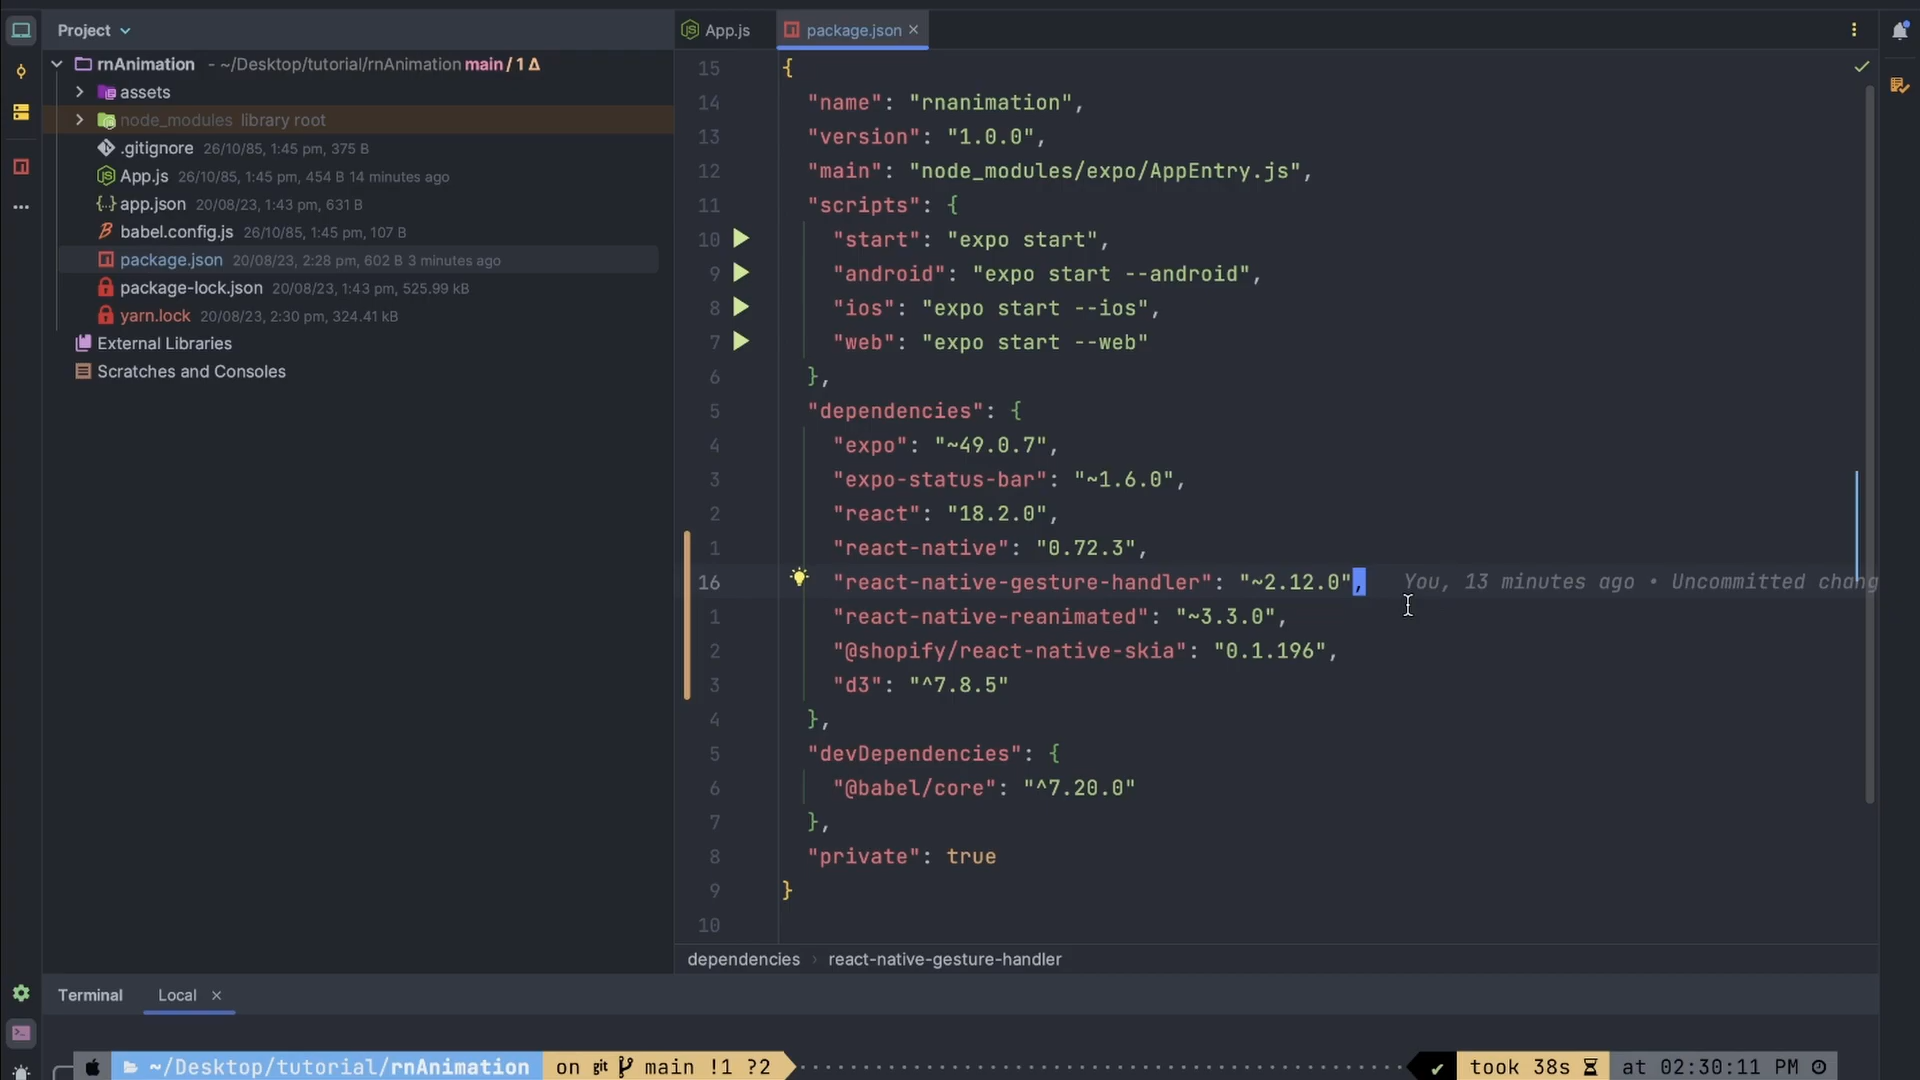 Project
App.js
package.json
rnAnimation - ~/Desktop/tutorial/rnAnimation main / 1 Δ
assets
node_modules library root
.gitignore 26/10/85, 1:45 pm, 375 B
App.js 26/10/85, 1:45 pm, 454 B 14 minutes ago
app.json 20/08/23, 1:43 pm, 631 B
babel.config.js 26/10/85, 1:45 pm, 107 B
package.json 20/08/23, 2:28 pm, 602 B 3 minutes ago
package-lock.json 20/08/23, 1:43 pm, 525.99 kB
yarn.lock 20/08/23, 2:30 pm, 324.41 kB
External Libraries
Scratches and Consoles
15 {
14 "name": "rnanimation",
13 "version": "1.0.0",
12 "main": "node_modules/expo/AppEntry.js",
11 "scripts": {
10 "start": "expo start",
9 "android": "expo start --android",
8 "ios": "expo start --ios",
7 "web": "expo start --web"
6 },
5 "dependencies": {
4 "expo": "~49.0.7",
3 "expo-status-bar": "~1.6.0",
2 "react": "18.2.0",
1 "react-native": "0.72.3",
16 "react-native-gesture-handler": "~2.12.0", You, 13 minutes ago • Uncommitted chang
1 "react-native-reanimated": "~3.3.0",
2 "@shopify/react-native-skia": "0.1.196",
3 "d3": "^7.8.5"
4 },
5 "devDependencies": {
6 "@babel/core": "^7.20.0"
7 },
8 "private": true
9 }
10
dependencies › react-native-gesture-handler
Terminal Local
~/Desktop/tutorial/rnAnimation on git main !1 ?2 took 38s at 02:30:11 PM